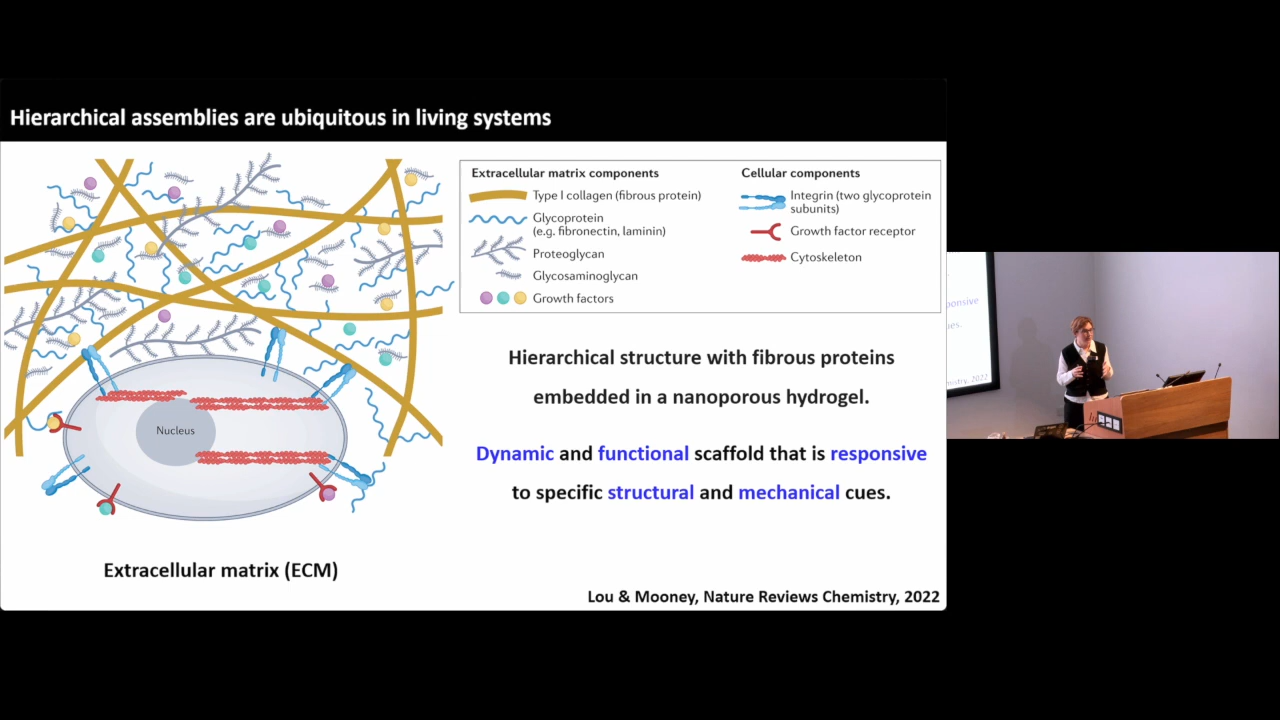 Hierarchical assemblies are ubiquitous in living systems
Extracellular matrix components
Type I collagen (fibrous protein)
Glycoprotein
(e.g. fibronectin, laminin)
Proteoglycan
Glycosaminoglycan
Growth factors
Cellular components
Integrin (two glycoprotein
subunits)
Growth factor receptor
Cytoskeleton
Nucleus
Extracellular matrix (ECM)
Hierarchical structure with fibrous proteins
embedded in a nanoporous hydrogel.
Dynamic and functional scaffold that is responsive
to specific structural and mechanical cues.
Lou & Mooney, Nature Reviews Chemistry, 2022